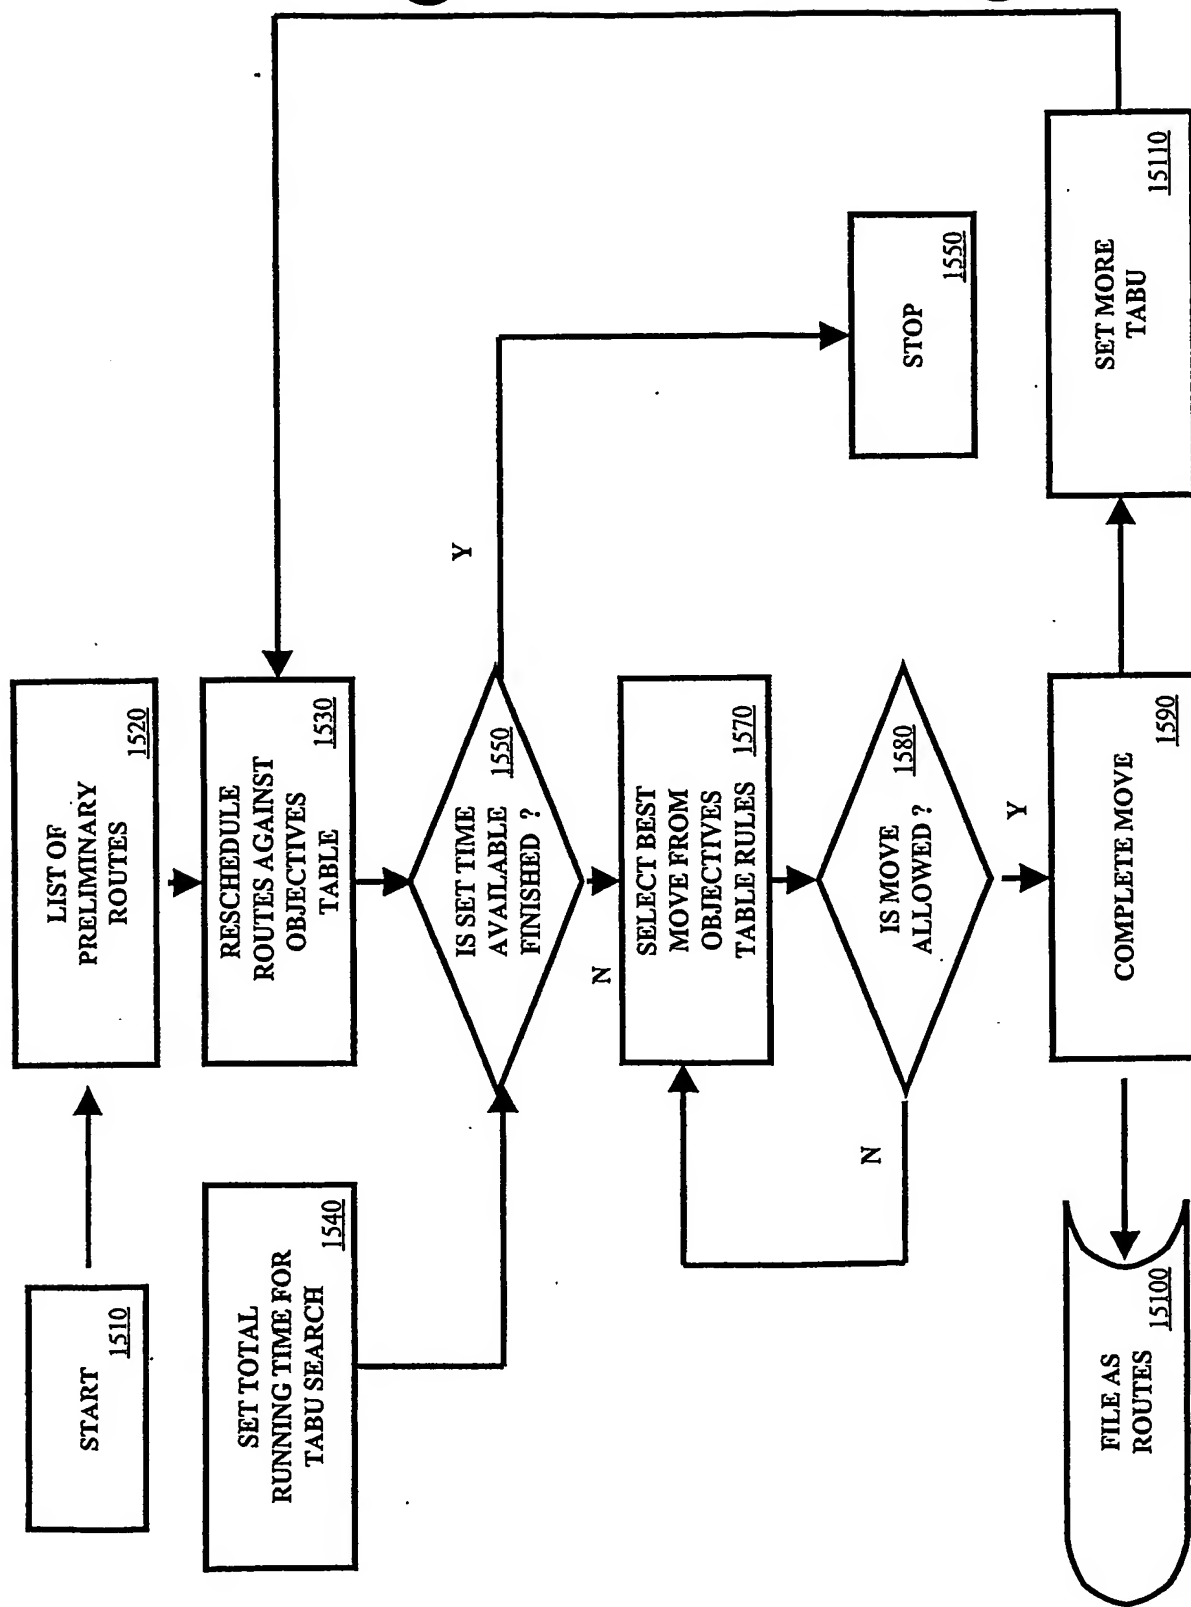 START
1510
LIST OF
PRELIMINARY
ROUTES
1520
SET TOTAL
RUNNING TIME FOR
TABU SEARCH
1540
RESCHEDULE
ROUTES AGAINST
OBJECTIVES
TABLE
1530
IS SET TIME
AVAILABLE
FINISHED ?
1550
Y
STOP
1550
N
SELECT BEST
MOVE FROM
OBJECTIVES
TABLE RULES
1570
N
IS MOVE
ALLOWED ?
1580
Y
FILE AS
ROUTES
15100
COMPLETE MOVE
1590
SET MORE
TABU
15110